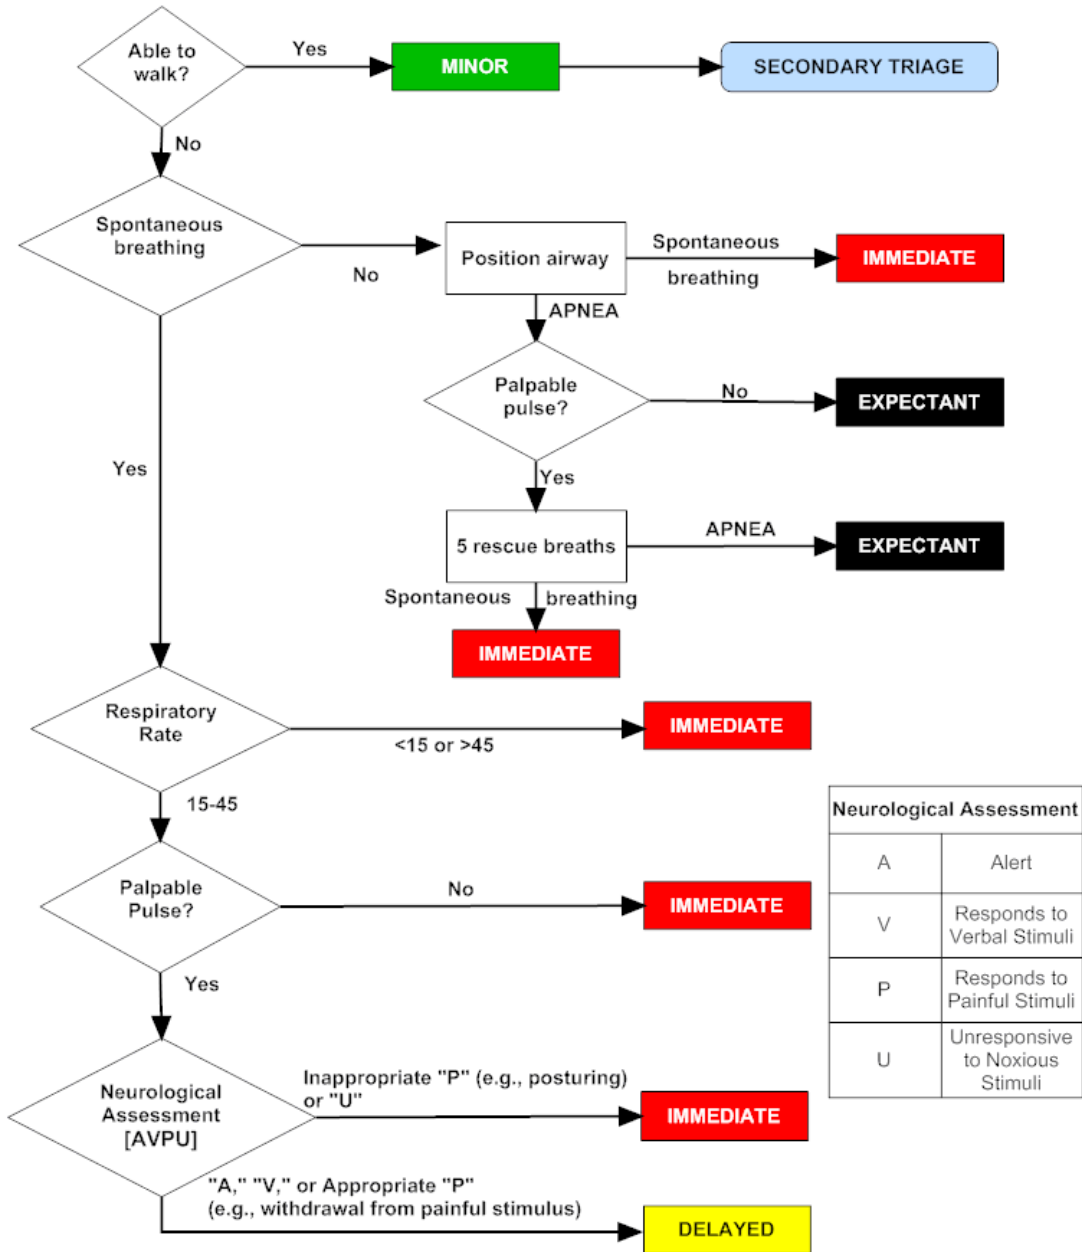 Able to
walk?
Yes
MINOR
SECONDARY TRIAGE
No
Spontaneous
breathing
No
Position airway
Spontaneous
breathing
IMMEDIATE
APNEA
Palpable
pulse?
No
EXPECTANT
Yes
Yes
5 rescue breaths
APNEA
EXPECTANT
Spontaneous breathing
IMMEDIATE
Respiratory
Rate
<15 or >45
IMMEDIATE
15-45
Palpable
Pulse?
No
IMMEDIATE
Yes
Neurological
Assessment
[AVPU]
Inappropriate "P" (e.g., posturing)
or "U"
IMMEDIATE
"A," "V," or Appropriate "P"
(e.g., withdrawal from painful stimulus)
DELAYED
Neurological Assessment
A
Alert
V
Responds to
Verbal Stimuli
P
Responds to
Painful Stimuli
U
Unresponsive
to Noxious
Stimuli